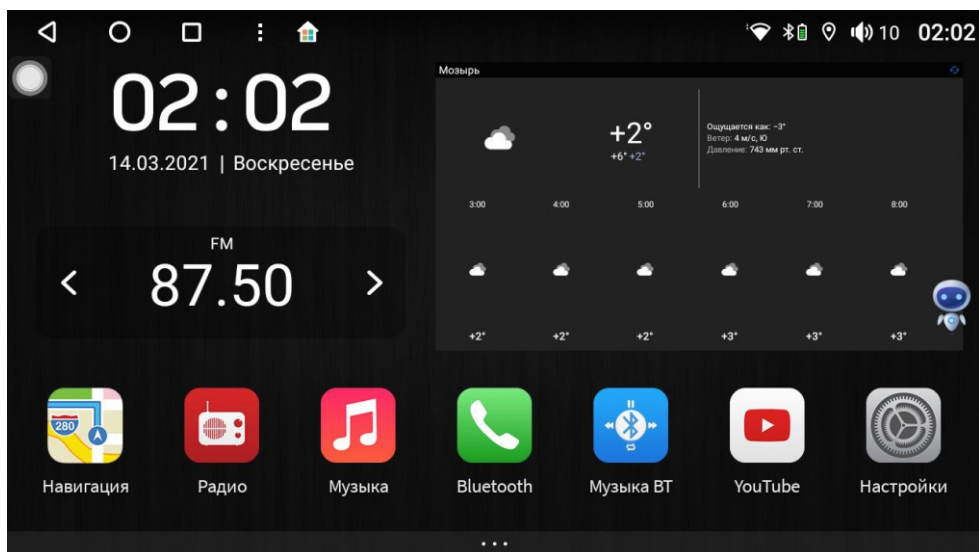 10 02:02
02:02
14.03.2021 | Воскресенье
FM
87.50
Мозырь
+2°
+6° +2°
Ощущается как: -3°
Ветер: 4 м/с, Ю
Давление: 743 мм рт. ст.
3:00 4:00 5:00 6:00 7:00 8:00
+2° +2° +2° +3° +3° +3°
280
Навигация Радио Музыка Bluetooth Музыка BT YouTube Настройки